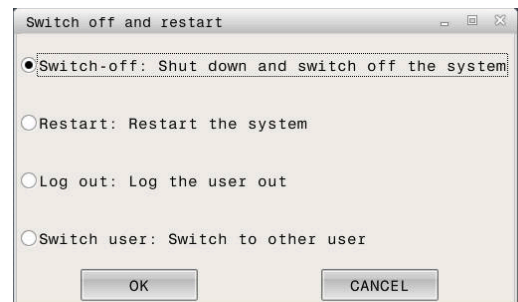 Switch off and restart
Switch-off: Shut down and switch off the system
Restart: Restart the system
Log out: Log the user out
Switch user: Switch to other user
OK CANCEL